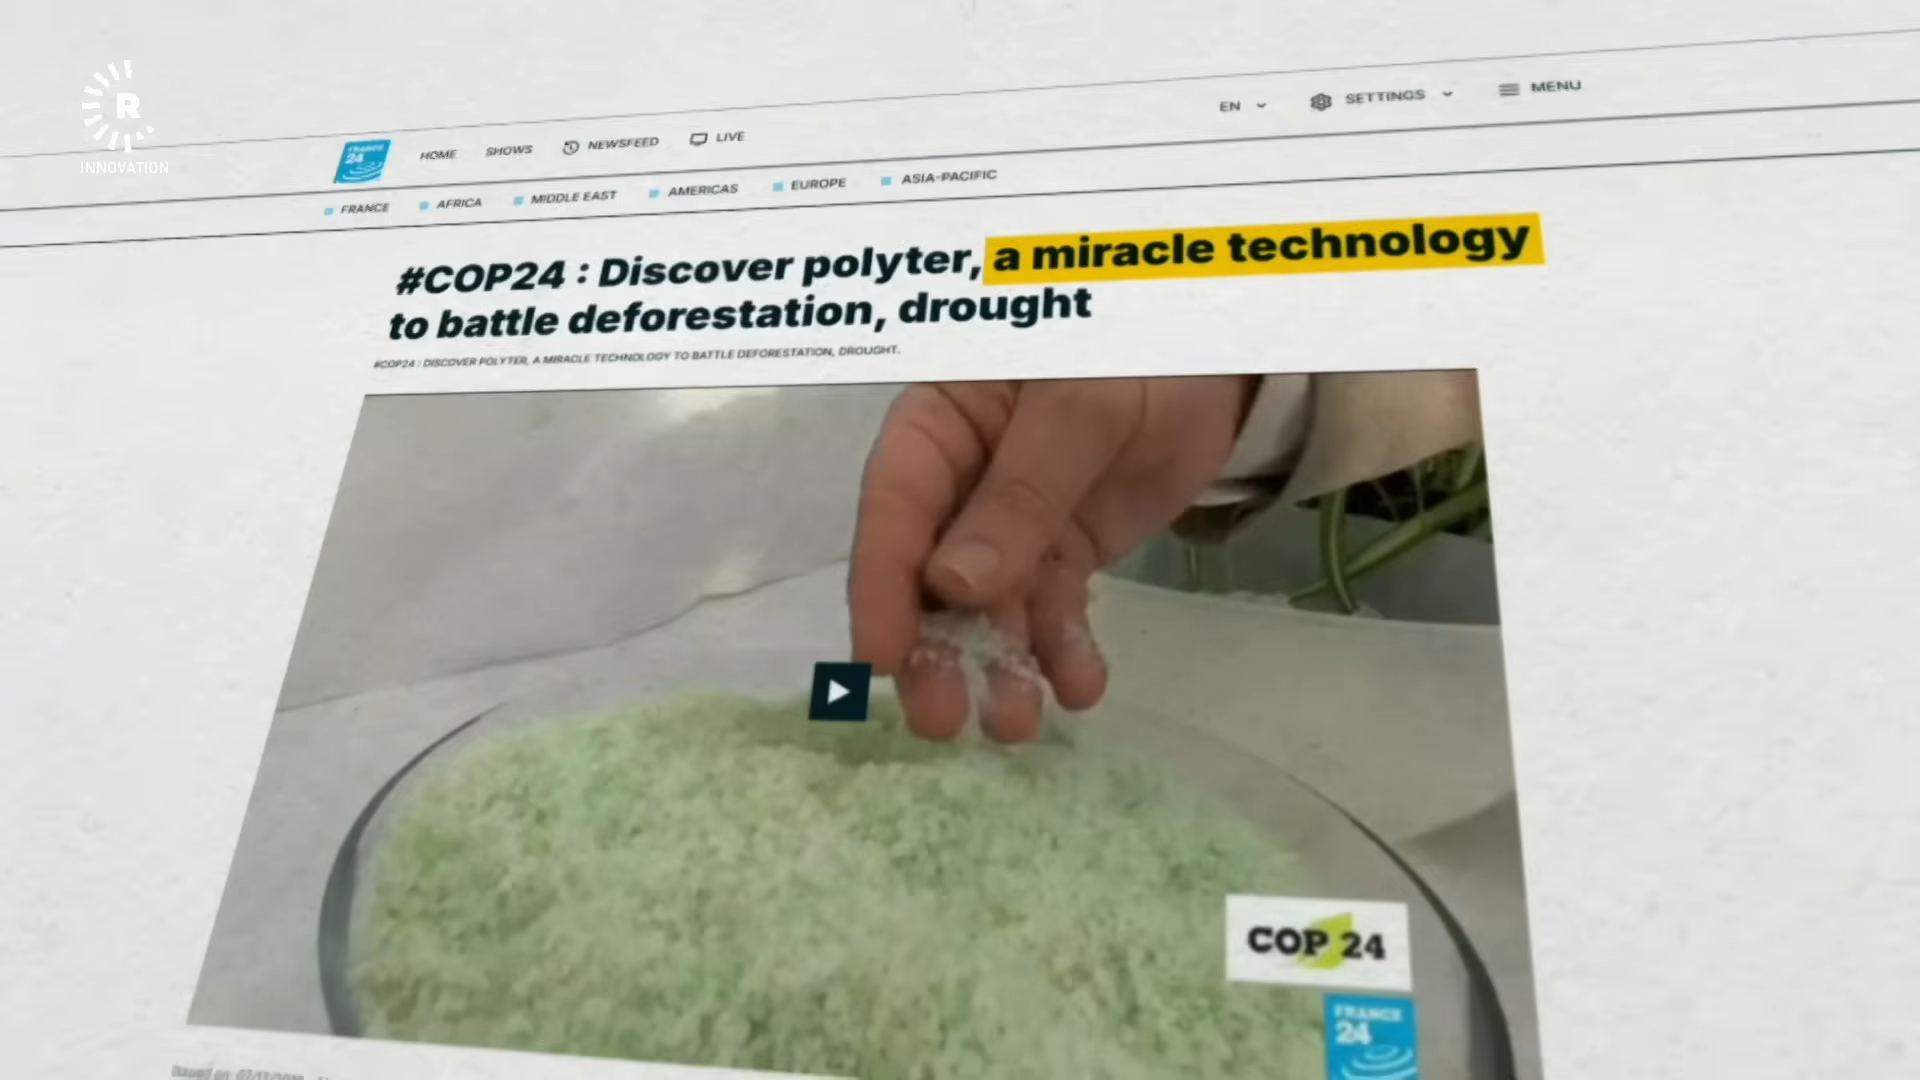 R
INNOVATION
EN
SETTINGS
MENU
FRANCE
24
HOME
SHOWS
NEWSFEED
LIVE
FRANCE
AFRICA
MIDDLE EAST
AMERICAS
EUROPE
ASIA-PACIFIC
#COP24 : Discover polyter, a miracle technology
to battle deforestation, drought
#COP24 : DISCOVER POLYTER, A MIRACLE TECHNOLOGY TO BATTLE DEFORESTATION, DROUGHT.
COP 24
FRANCE
24
Issued on: